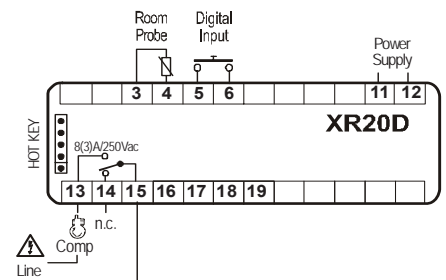 Room
Probe
Digital
Input
Power
Supply
3 4 5 6 11 12
XR20D
HOT KEY
8(3)A/250Vac
13 14 15 16 17 18 19
n.c.
Comp
Line